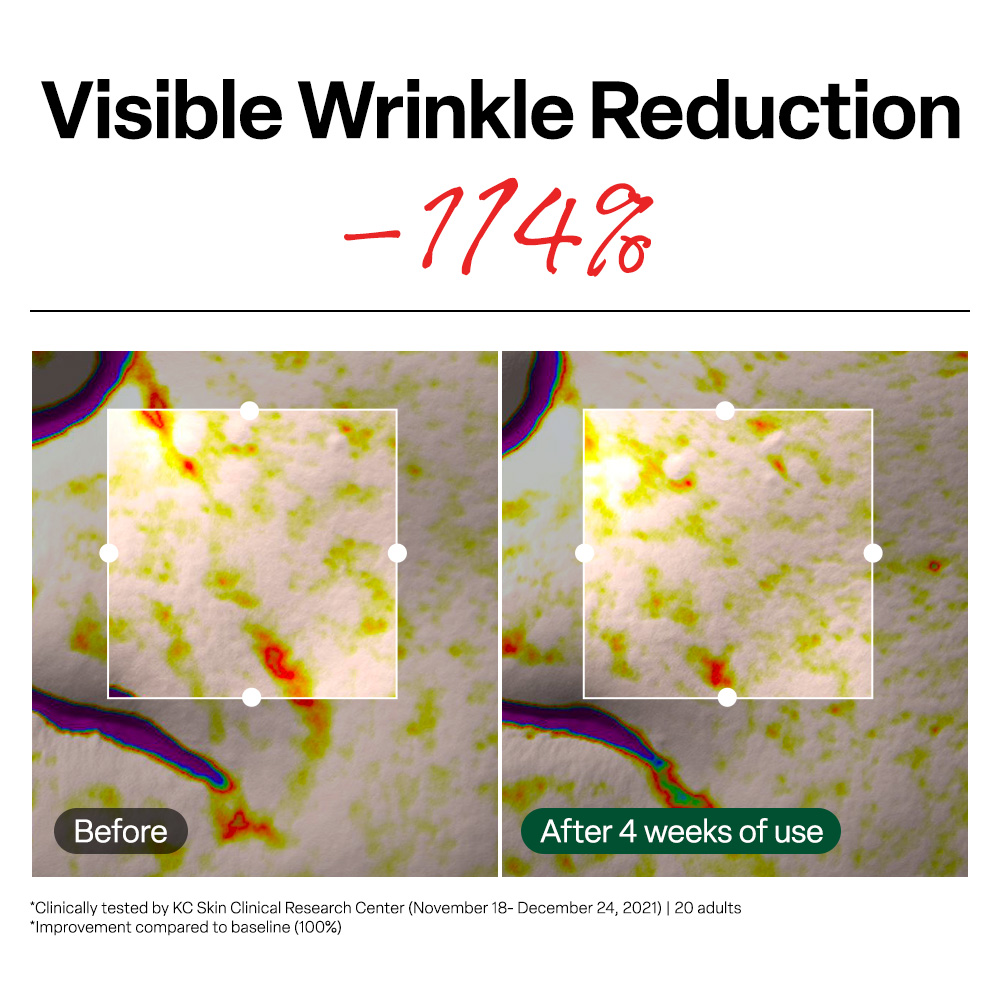 Visible Wrinkle Reduction
-114%
Before
After 4 weeks of use
*Clinically tested by KC Skin Clinical Research Center (November 18- December 24, 2021) | 20 adults
*Improvement compared to baseline (100%)